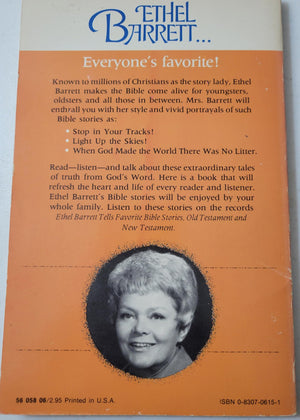 ETHEL
BARRETT...
Everyone's favorite!
Known to millions of Christians as the story lady, Ethel
Barrett makes the Bible come alive for youngsters,
oldsters and all those in between. Mrs. Barrett will
enthrall you with her style and vivid portrayals of such
Bible stories as:
• Stop in Your Tracks!
• Light Up the Skies!
• When God Made the World There Was No Litter.
Read—listen—and talk about these extraordinary tales
of truth from God's Word. Here is a book that will
refresh the heart and life of every reader and listener.
Ethel Barrett's Bible stories will be enjoyed by your
whole family. Listen to these stories on the records
Ethel Barrett Tells Favorite Bible Stories, Old Testament and
New Testament.
56 058 06/2.95 Printed in U.S.A.
ISBN 0-8307-0615-1